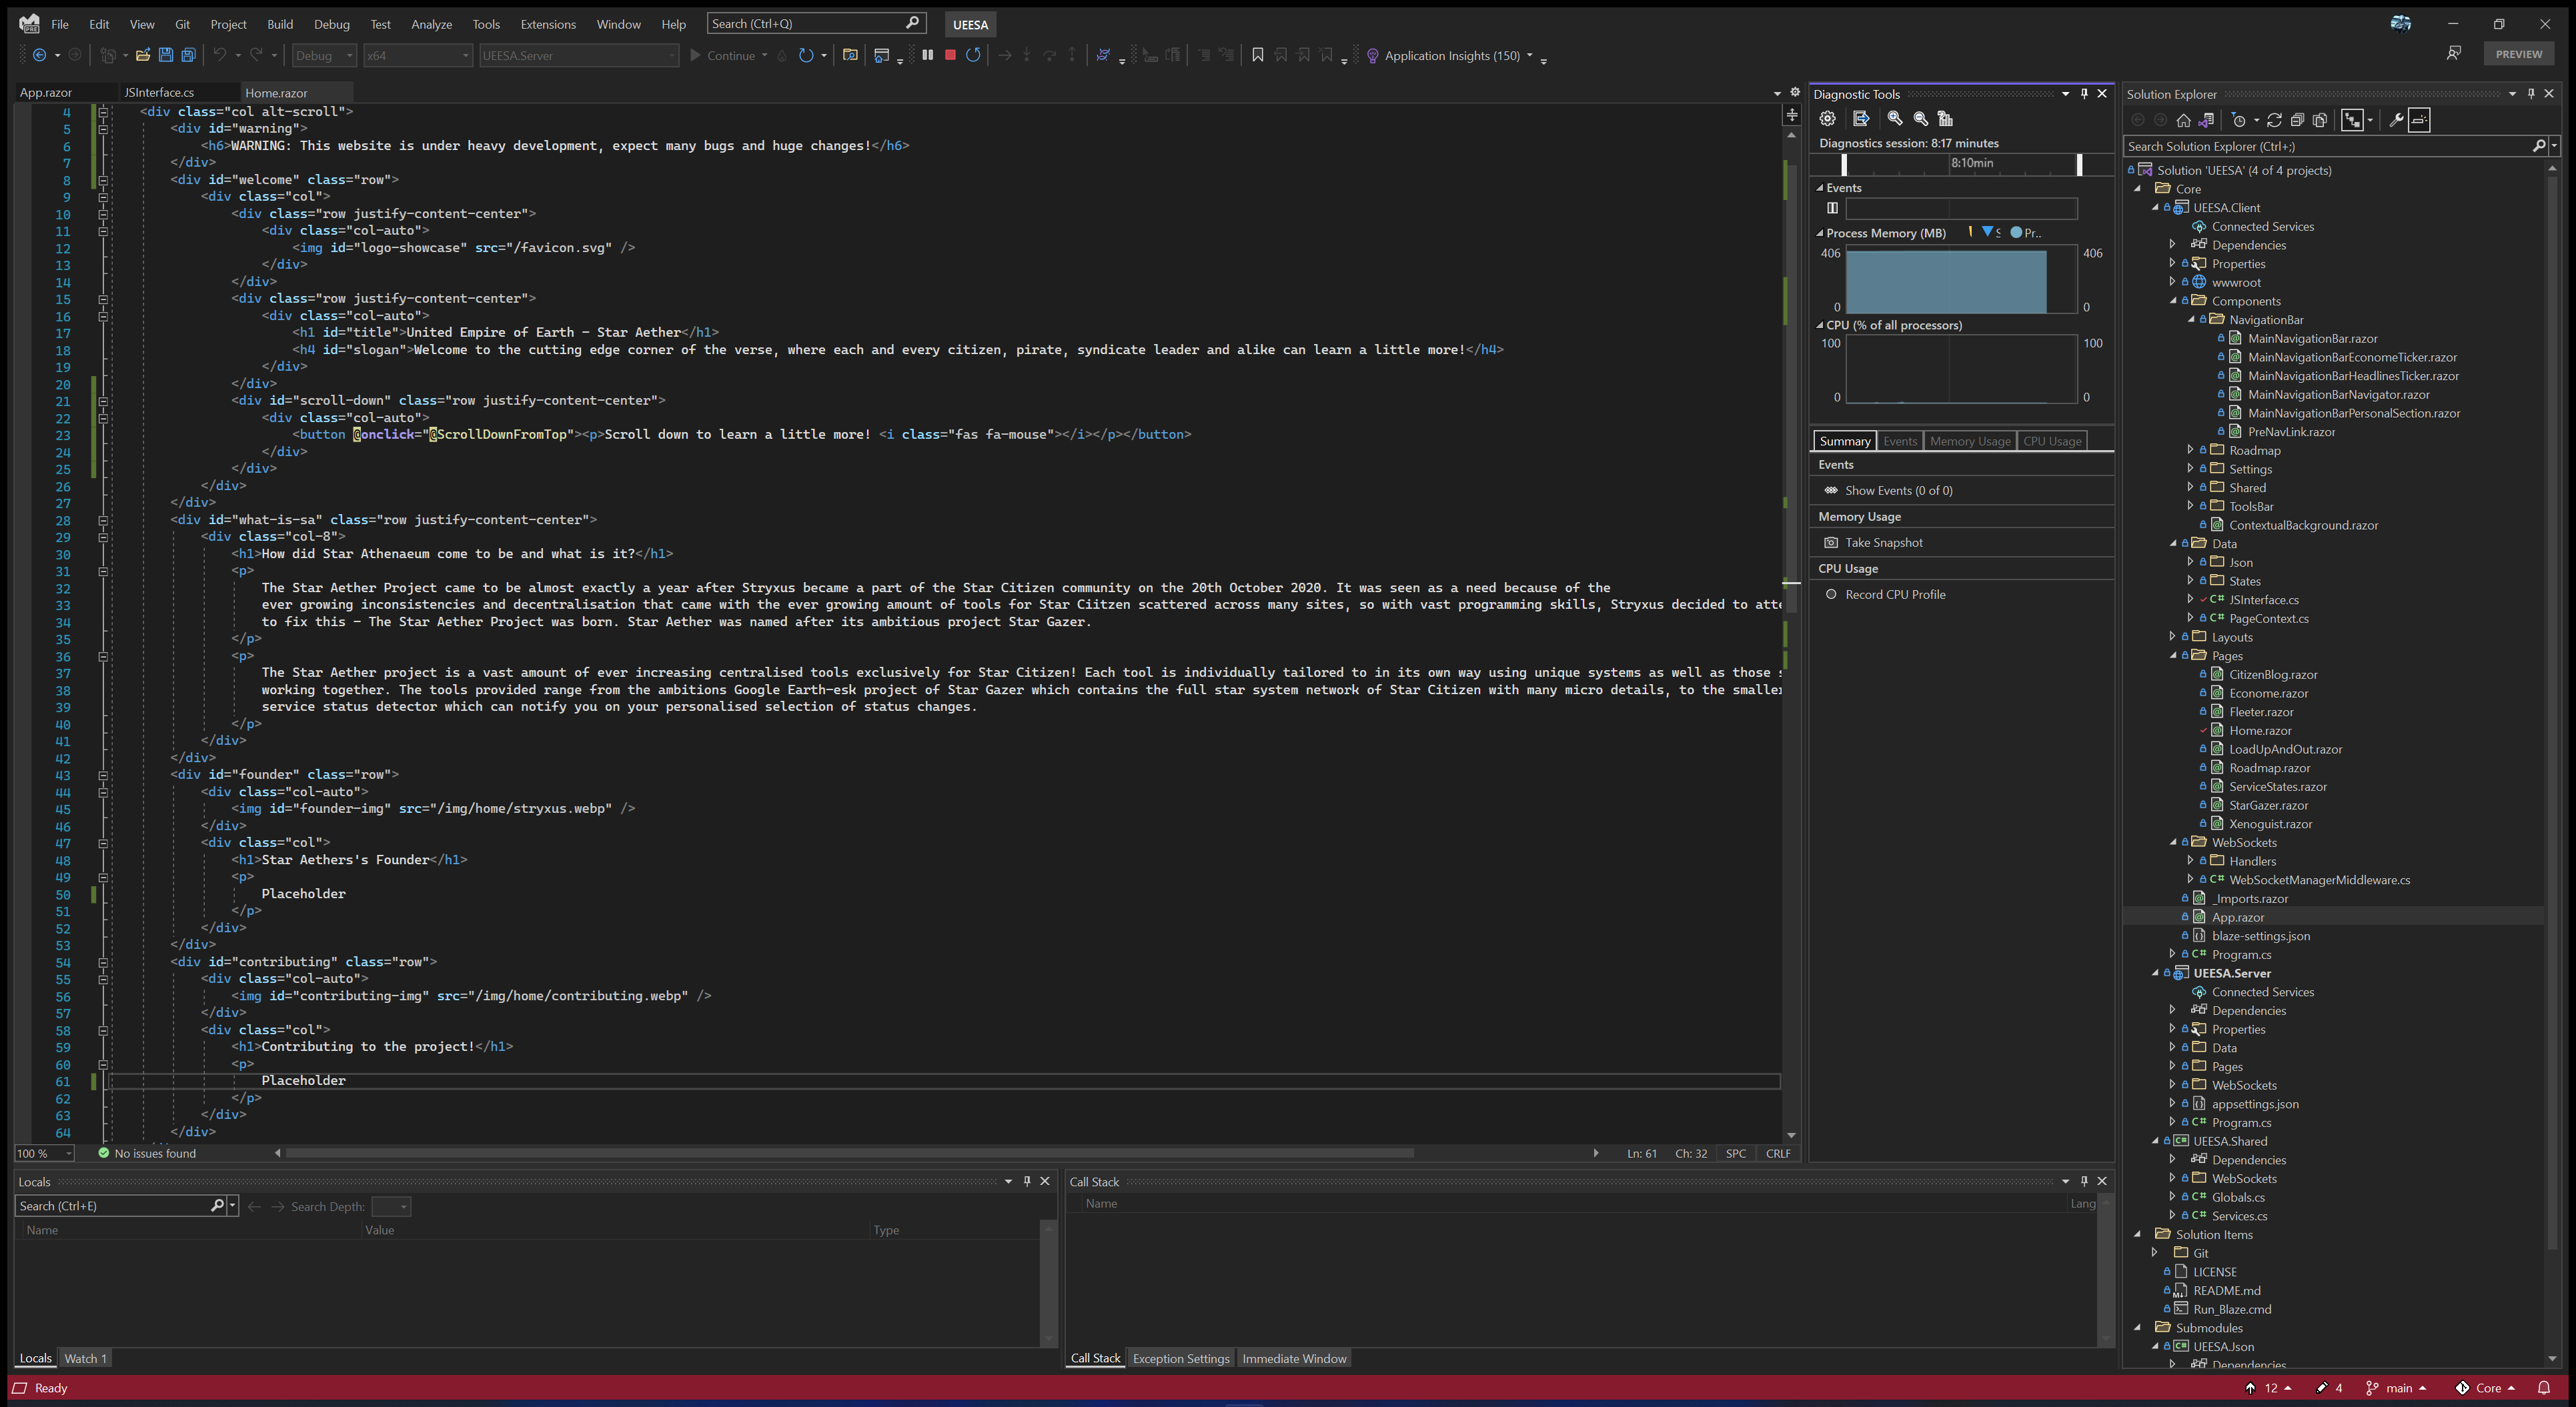 File Edit View Git Project Build Debug Test Analyze Tools Extensions Window Help Search (Ctrl+Q) UEESA
Debug x64 UEESA.Server Continue Application Insights (150) PREVIEW
App.razor JSInterface.cs Home.razor
4 <div class="col alt-scroll">
5 <div id="warning">
6 <h6>WARNING: This website is under heavy development, expect many bugs and huge changes!</h6>
7 </div>
8 <div id="welcome" class="row">
9 <div class="col">
10 <div class="row justify-content-center">
11 <div class="col-auto">
12 <img id="logo-showcase" src="/favicon.svg" />
13 </div>
14 </div>
15 <div class="row justify-content-center">
16 <div class="col-auto">
17 <h1 id="title">United Empire of Earth - Star Aether</h1>
18 <h4 id="slogan">Welcome to the cutting edge corner of the verse, where each and every citizen, pirate, syndicate leader and alike can learn a little more!</h4>
19 </div>
20 </div>
21 <div id="scroll-down" class="row justify-content-center">
22 <div class="col-auto">
23 <button @onclick="@ScrollDownFromTop"><p>Scroll down to learn a little more! <i class="fas fa-mouse"></i></p></button>
24 </div>
25 </div>
26 </div>
27 </div>
28 <div id="what-is-sa" class="row justify-content-center">
29 <div class="col-8">
30 <h1>How did Star Athenaeum come to be and what is it?</h1>
31 <p>
32 The Star Aether Project came to be almost exactly a year after Stryxus became a part of the Star Citizen community on the 20th October 2020. It was seen as a need because of the
33 ever growing inconsistencies and decentralisation that came with the ever growing amount of tools for Star Ciitzen scattered across many sites, so with vast programming skills, Stryxus decided to atte
34 to fix this - The Star Aether Project was born. Star Aether was named after its ambitious project Star Gazer.
35 </p>
36 <p>
37 The Star Aether project is a vast amount of ever increasing centralised tools exclusively for Star Citizen! Each tool is individually tailored to in its own way using unique systems as well as those s
38 working together. The tools provided range from the ambitions Google Earth-esk project of Star Gazer which contains the full star system network of Star Citizen with many micro details, to the smaller
39 service status detector which can notify you on your personalised selection of status changes.
40 </p>
41 </div>
42 </div>
43 <div id="founder" class="row">
44 <div class="col-auto">
45 <img id="founder-img" src="/img/home/stryxus.webp" />
46 </div>
47 <div class="col">
48 <h1>Star Aethers's Founder</h1>
49 <p>
50 Placeholder
51 </p>
52 </div>
53 </div>
54 <div id="contributing" class="row">
55 <div class="col-auto">
56 <img id="contributing-img" src="/img/home/contributing.webp" />
57 </div>
58 <div class="col">
59 <h1>Contributing to the project!</h1>
60 <p>
61 Placeholder
62 </p>
63 </div>
64 </div>
100 % No issues found Ln: 61 Ch: 32 SPC CRLF
Diagnostic Tools
Diagnostics session: 8:17 minutes
8:10min
Events
Process Memory (MB) S Pr..
406 406
0 0
CPU (% of all processors)
100 100
0 0
Summary Events Memory Usage CPU Usage
Events
Show Events (0 of 0)
Memory Usage
Take Snapshot
CPU Usage
Record CPU Profile
Solution Explorer
Search Solution Explorer (Ctrl+;)
Solution 'UEESA' (4 of 4 projects)
Core
UEESA.Client
Connected Services
Dependencies
Properties
wwwroot
Components
NavigationBar
MainNavigationBar.razor
MainNavigationBarEconomeTicker.razor
MainNavigationBarHeadlinesTicker.razor
MainNavigationBarNavigator.razor
MainNavigationBarPersonalSection.razor
PreNavLink.razor
Roadmap
Settings
Shared
ToolsBar
ContextualBackground.razor
Data
Json
States
C# JSInterface.cs
C# PageContext.cs
Layouts
Pages
CitizenBlog.razor
Econome.razor
Fleeter.razor
Home.razor
LoadUpAndOut.razor
Roadmap.razor
ServiceStates.razor
StarGazer.razor
Xenoguist.razor
WebSockets
Handlers
C# WebSocketManagerMiddleware.cs
_Imports.razor
App.razor
blaze-settings.json
C# Program.cs
UEESA.Server
Connected Services
Dependencies
Properties
Data
Pages
WebSockets
appsettings.json
C# Program.cs
UEESA.Shared
Dependencies
WebSockets
C# Globals.cs
C# Services.cs
Solution Items
Git
LICENSE
README.md
Run_Blaze.cmd
Submodules
UEESA.Json
Dependencies
Locals
Search (Ctrl+E) Search Depth:
Name Value Type
Locals Watch 1
Call Stack
Name Lang
Call Stack Exception Settings Immediate Window
Ready 12 4 main Core